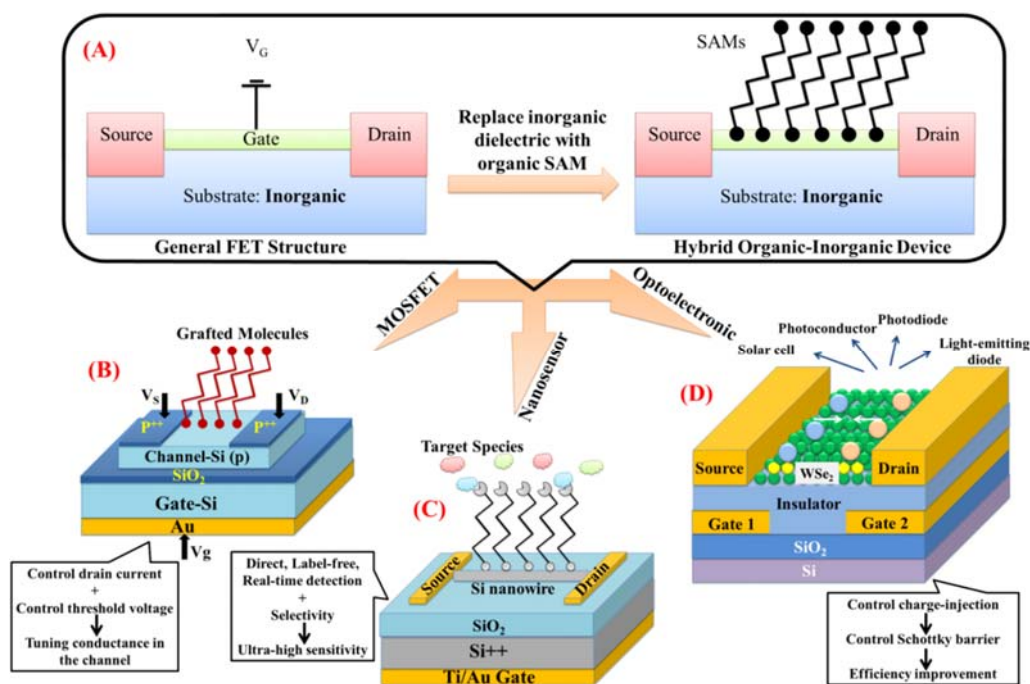 (A)
V_G
Source
Gate
Drain
Substrate: Inorganic
General FET Structure
Replace inorganic
dielectric with
organic SAM
SAMs
Source
Drain
Substrate: Inorganic
Hybrid Organic-Inorganic Device
MOSFET
Nanosensor
Optoelectronic
(B)
Grafted Molecules
V_S
V_D
P++
P++
Channel-Si (p)
SiO2
Gate-Si
Au
Vg
Control drain current
+
Control threshold voltage
Tuning conductance in
the channel
(C)
Target Species
Source
Si nanowire
Drain
SiO2
Si++
Ti/Au Gate
Direct, Label-free,
Real-time detection
+
Selectivity
Ultra-high sensitivity
(D)
Solar cell
Photoconductor
Photodiode
Light-emitting
diode
Source
WSe2
Drain
Insulator
Gate 1
Gate 2
SiO2
Si
Control charge-injection
Control Schottky barrier
Efficiency improvement